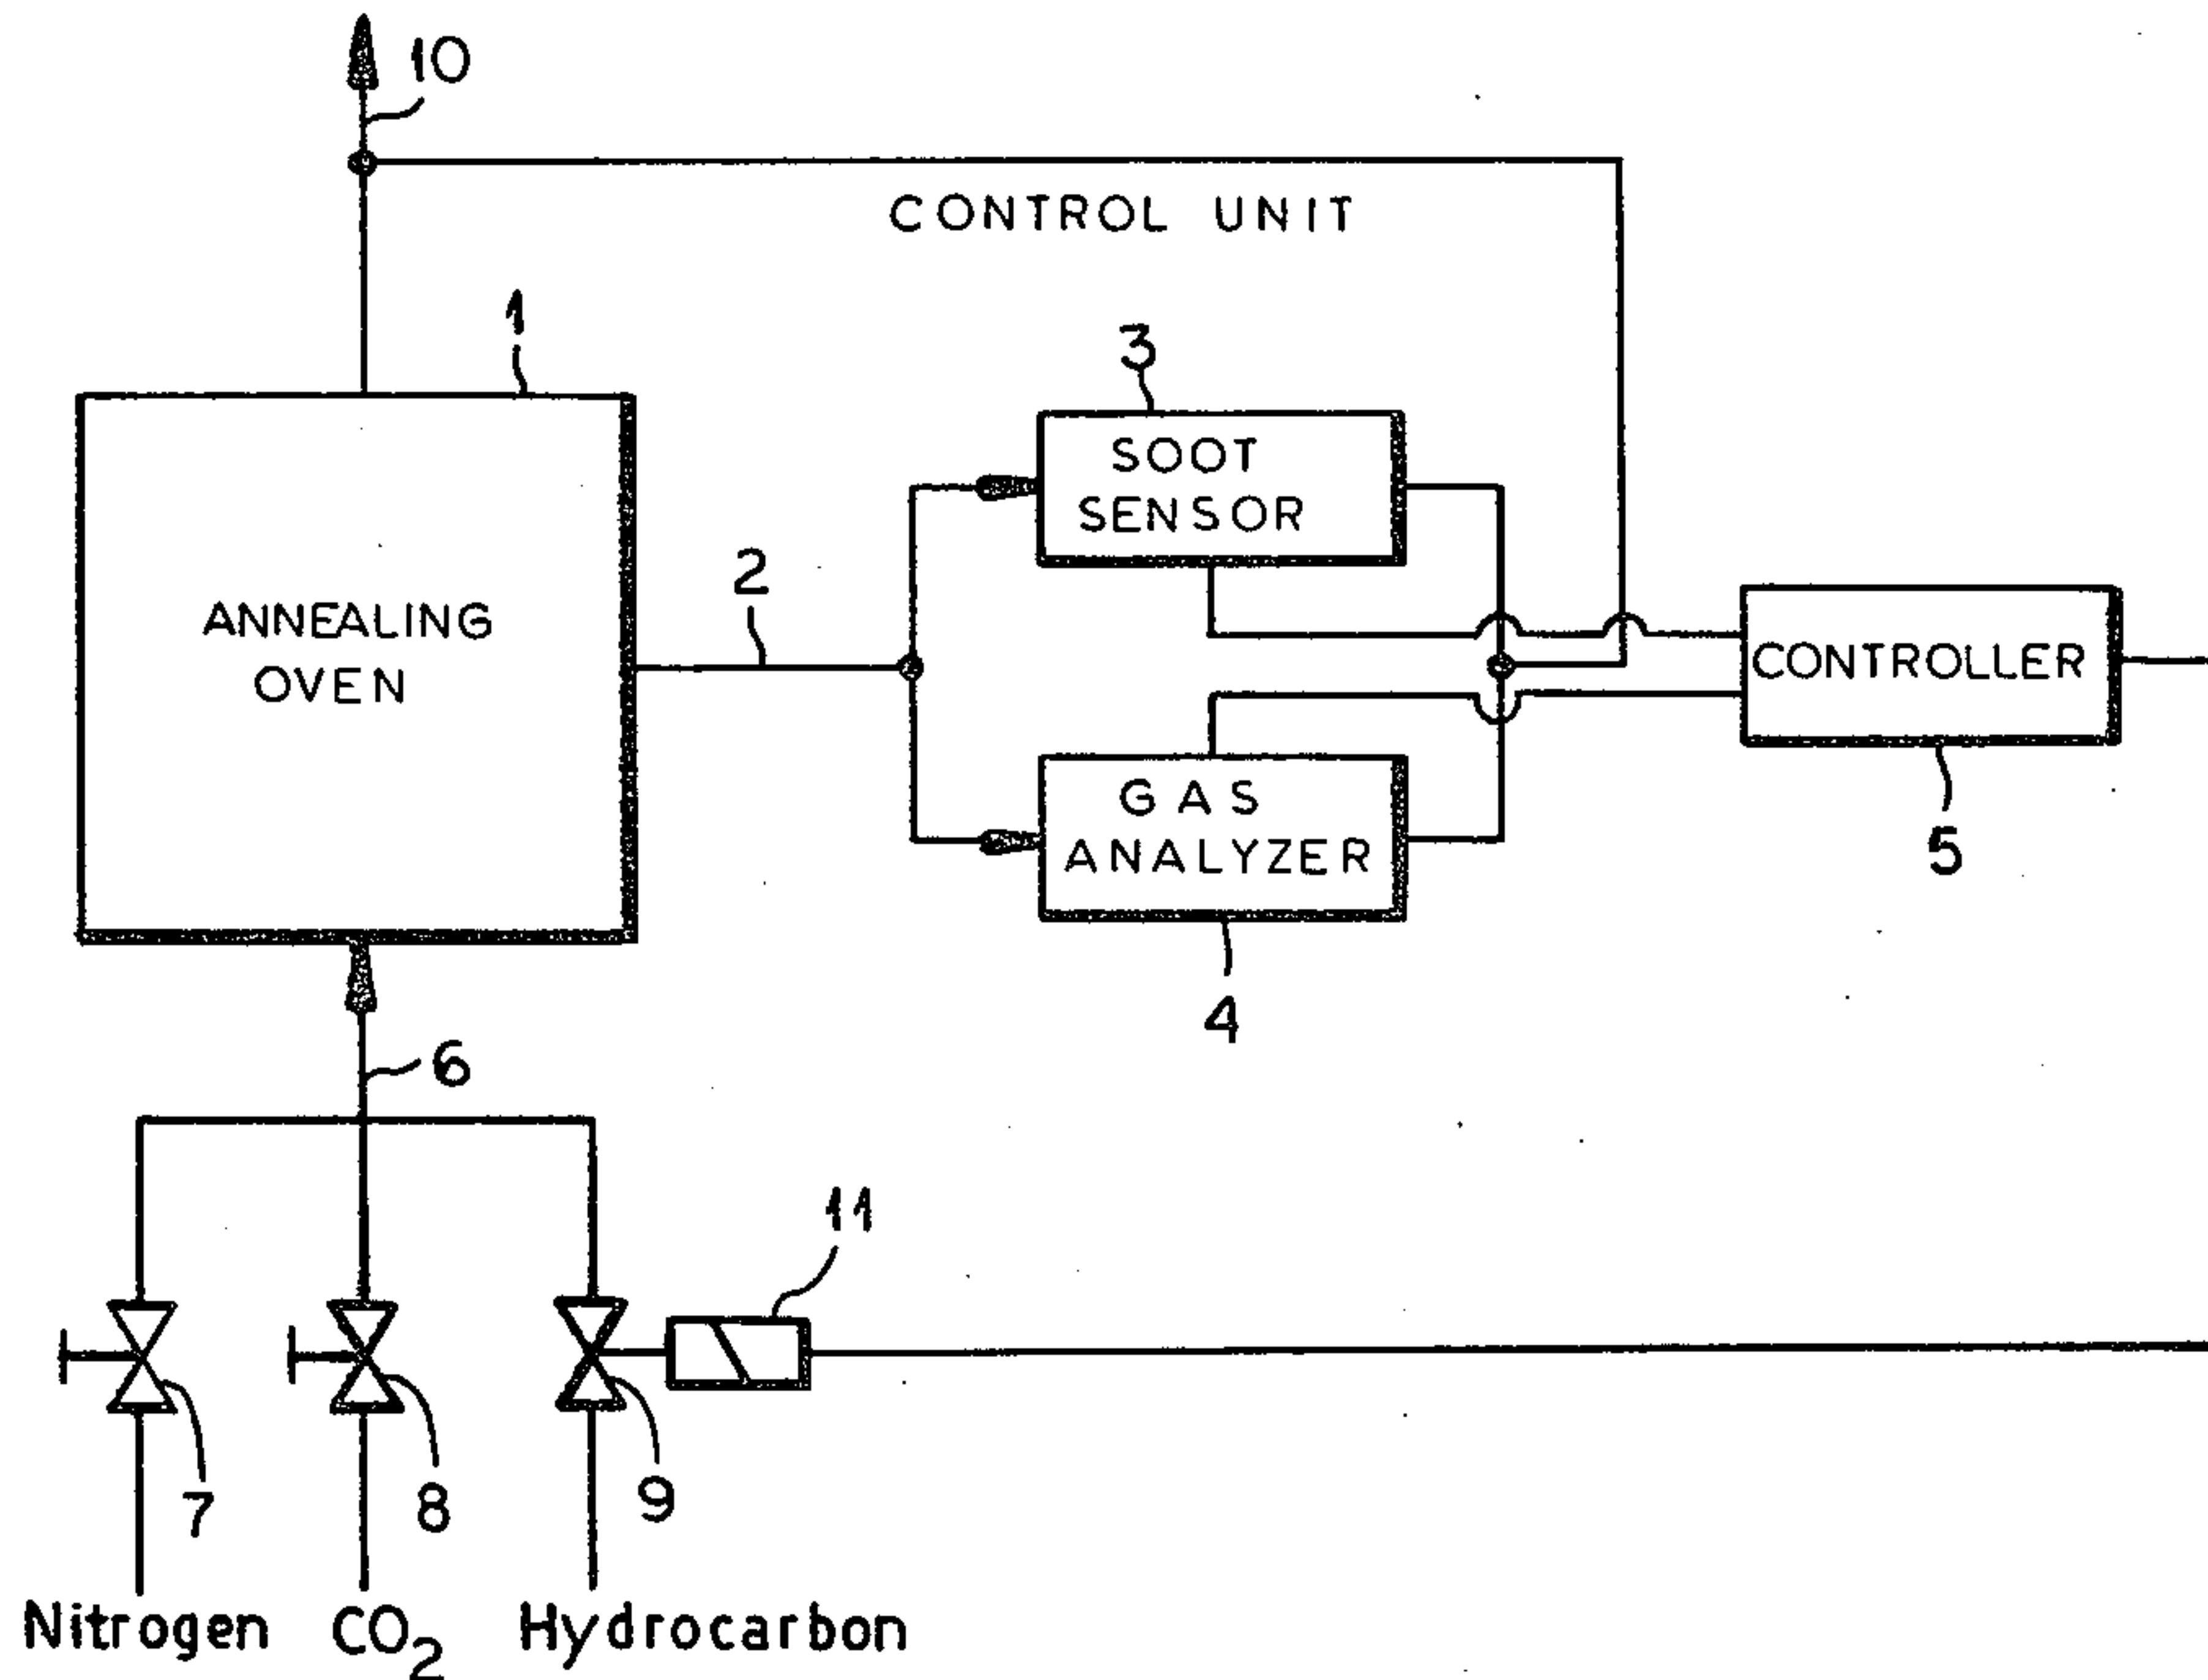 10
CONTROL UNIT
1
3
SOOT
SENSOR
2
ANNEALING
OVEN
CONTROLLER
GAS
ANALYZER
5
4
6
11
7
8
9
Nitrogen
CO₂
Hydrocarbon